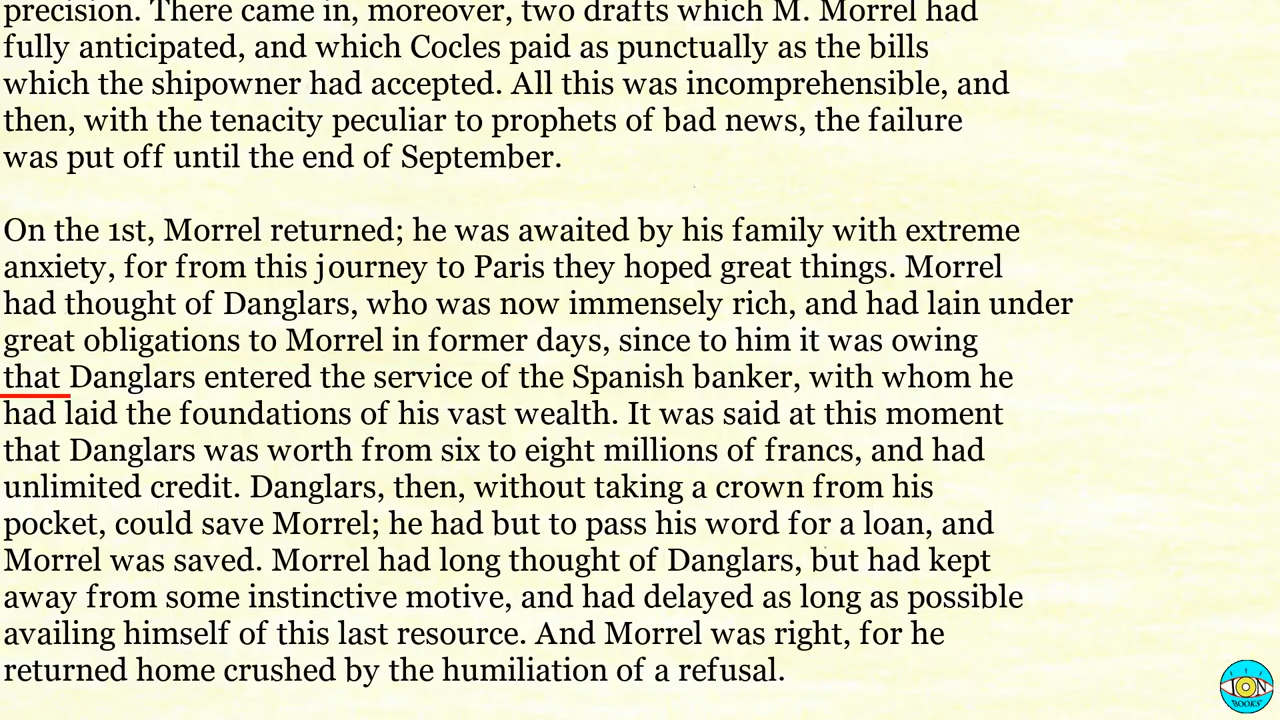 precision. There came in, moreover, two drafts which M. Morrel had
fully anticipated, and which Cocles paid as punctually as the bills
which the shipowner had accepted. All this was incomprehensible, and
then, with the tenacity peculiar to prophets of bad news, the failure
was put off until the end of September.
On the 1st, Morrel returned; he was awaited by his family with extreme
anxiety, for from this journey to Paris they hoped great things. Morrel
had thought of Danglars, who was now immensely rich, and had lain under
great obligations to Morrel in former days, since to him it was owing
that Danglars entered the service of the Spanish banker, with whom he
had laid the foundations of his vast wealth. It was said at this moment
that Danglars was worth from six to eight millions of francs, and had
unlimited credit. Danglars, then, without taking a crown from his
pocket, could save Morrel; he had but to pass his word for a loan, and
Morrel was saved. Morrel had long thought of Danglars, but had kept
away from some instinctive motive, and had delayed as long as possible
availing himself of this last resource. And Morrel was right, for he
returned home crushed by the humiliation of a refusal.
ION
BOOKS